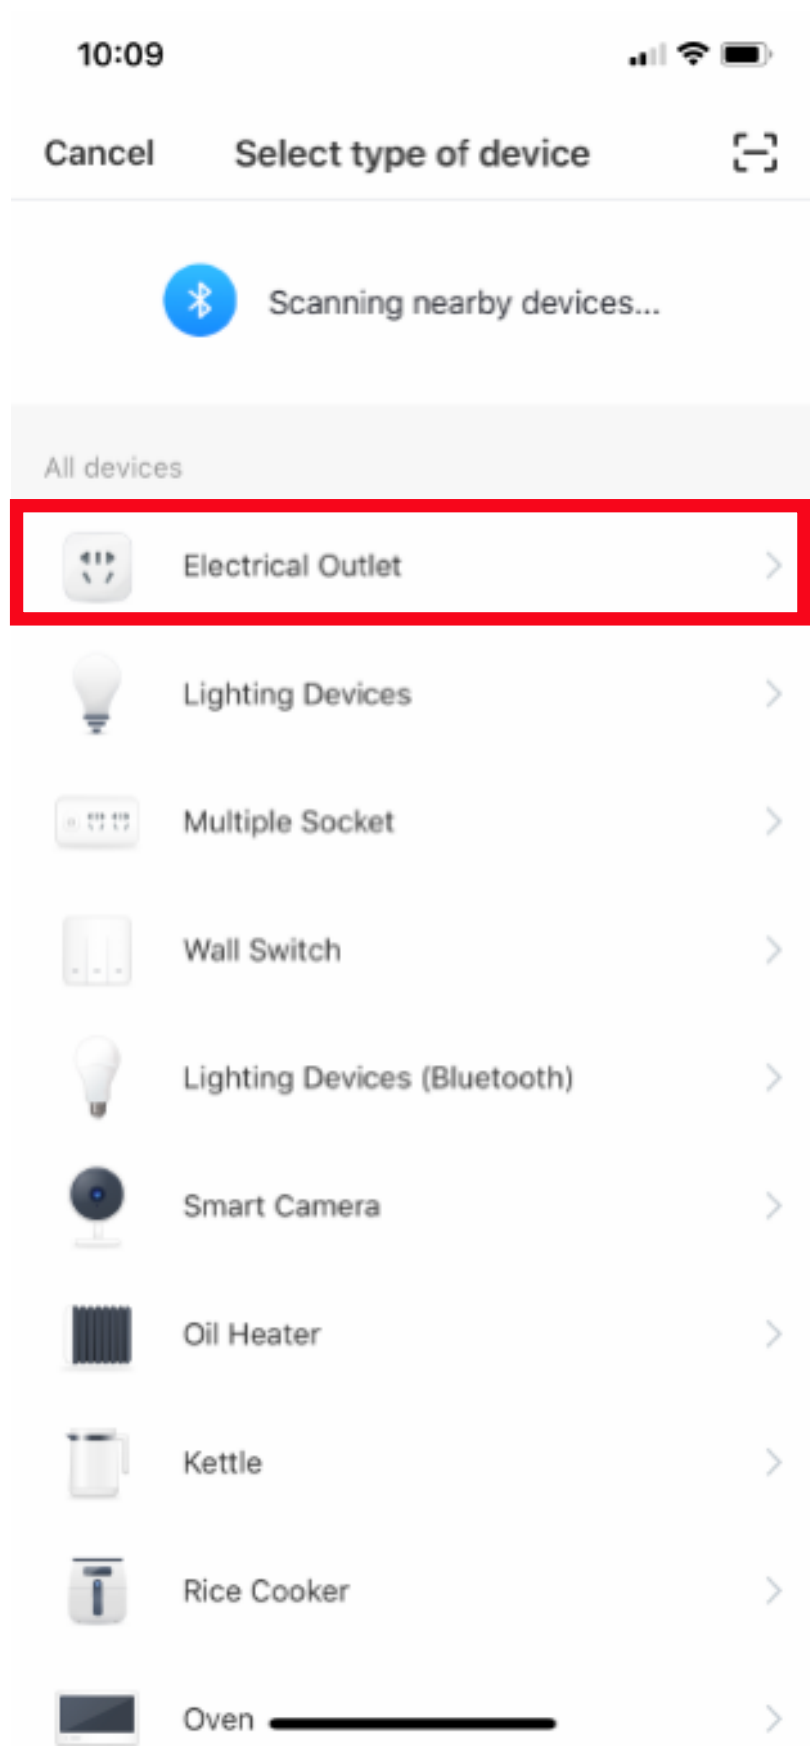 10:09
Cancel
Select type of device
Scanning nearby devices...
All devices
Electrical Outlet
Lighting Devices
Multiple Socket
Wall Switch
Lighting Devices (Bluetooth)
Smart Camera
Oil Heater
Kettle
Rice Cooker
Oven